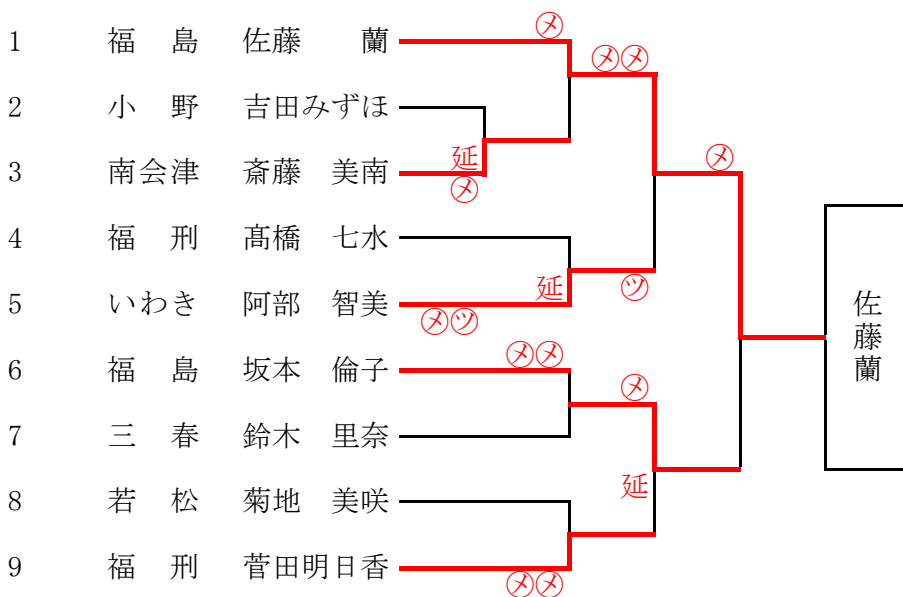 ㋱
1 福 島 佐藤 蘭
㋱㋱
2 小 野 吉田みずほ
延
3 南会津 斎藤 美南
㋱
㋱
4 福 刑 髙橋 七水
延
㋡
5 いわき 阿部 智美
㋱㋡
佐藤蘭
㋱㋱
6 福 島 坂本 倫子
㋱
7 三 春 鈴木 里奈
延
8 若 松 菊地 美咲
9 福 刑 菅田明日香
㋱㋱